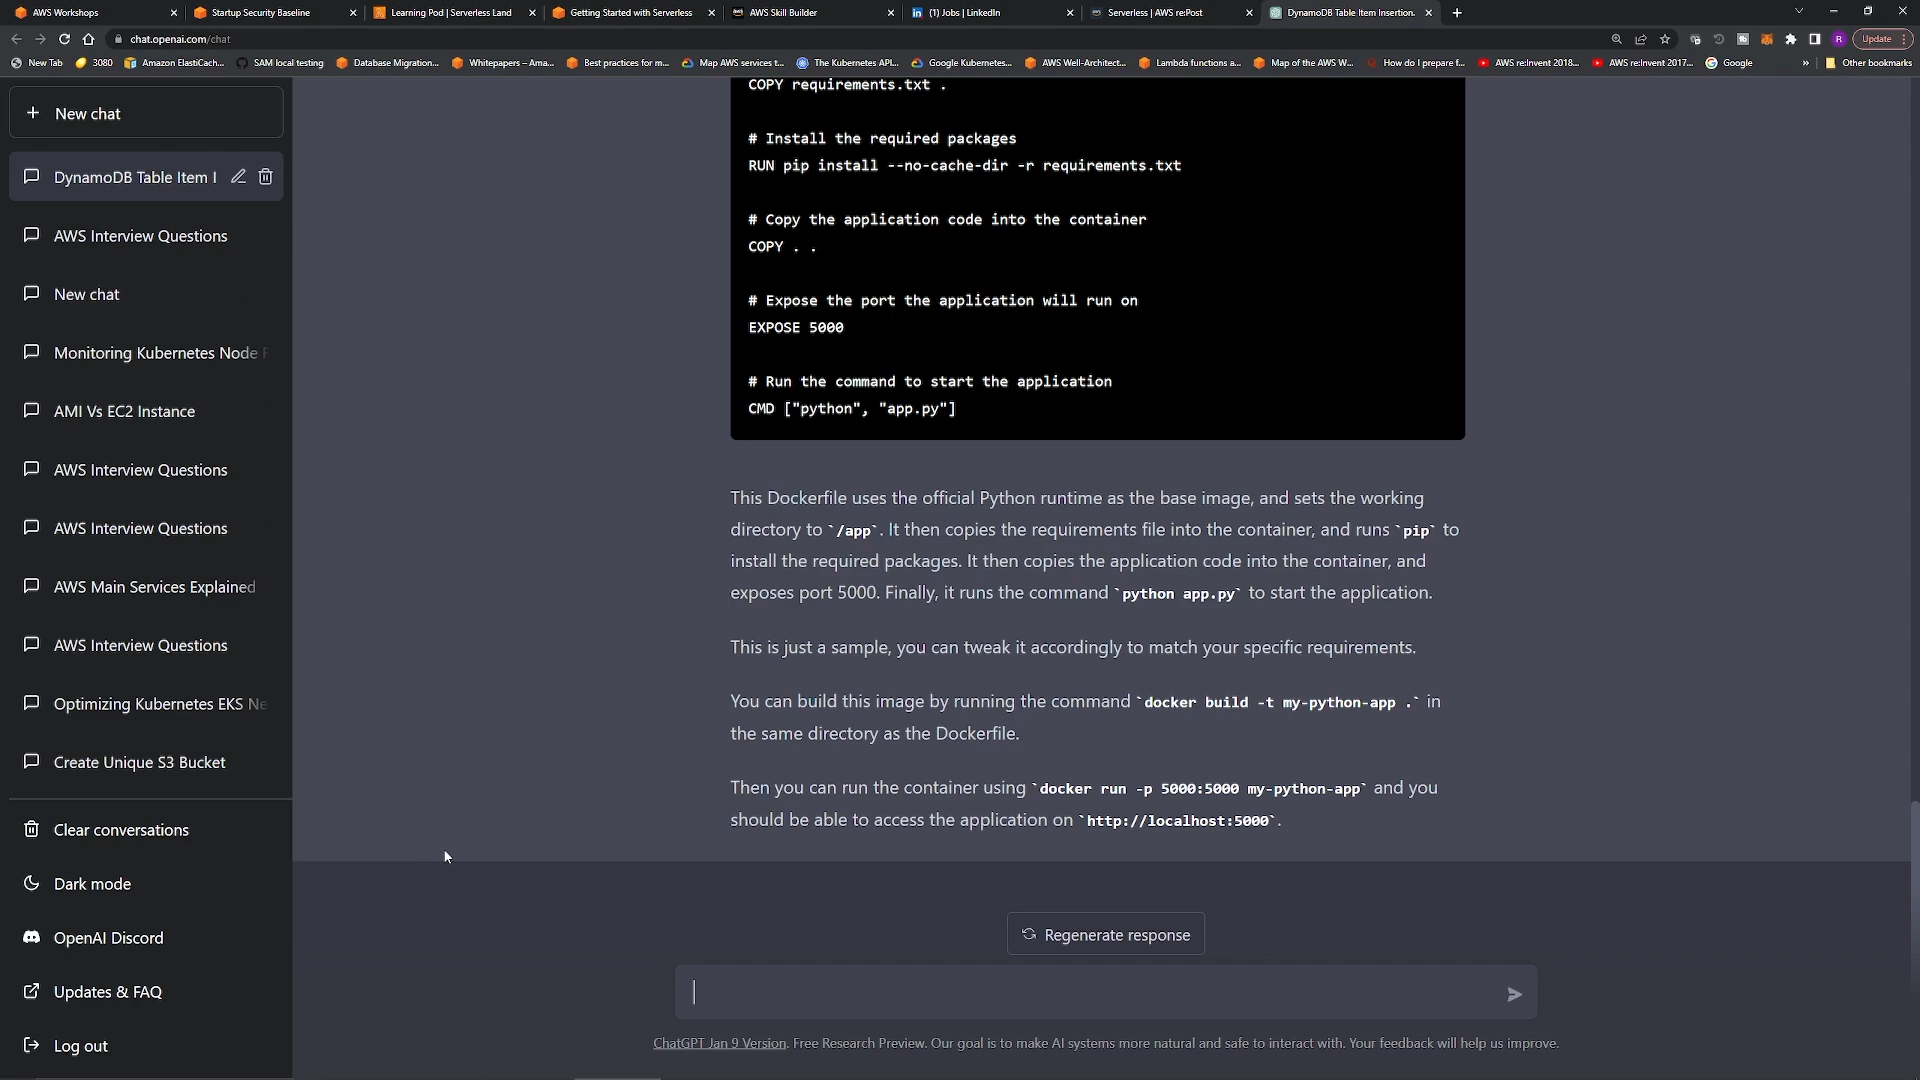 AWS Workshops
Startup Security Baseline
Learning Pod | Serverless Land
Getting Started with Serverless
AWS Skill Builder
(1) Jobs | LinkedIn
Serverless | AWS re:Post
DynamoDB Table Item Insertion.
chat.openai.com/chat
R
Update
New Tab
3080
Amazon ElastiCach...
SAM local testing
Database Migration...
Whitepapers – Ama...
Best practices for m...
Map AWS services t...
The Kubernetes API...
Google Kubernetes...
AWS Well-Architect...
Lambda functions a...
Map of the AWS W...
How do I prepare f...
AWS re:Invent 2018...
AWS re:Invent 2017...
Google
»
Other bookmarks
New chat
DynamoDB Table Item I
AWS Interview Questions
New chat
Monitoring Kubernetes Node P
AMI Vs EC2 Instance
AWS Interview Questions
AWS Interview Questions
AWS Main Services Explained
AWS Interview Questions
Optimizing Kubernetes EKS Ne
Create Unique S3 Bucket
Clear conversations
Dark mode
OpenAI Discord
Updates & FAQ
Log out
COPY requirements.txt .
# Install the required packages
RUN pip install --no-cache-dir -r requirements.txt
# Copy the application code into the container
COPY . .
# Expose the port the application will run on
EXPOSE 5000
# Run the command to start the application
CMD ["python", "app.py"]
This Dockerfile uses the official Python runtime as the base image, and sets the working
directory to `/app`. It then copies the requirements file into the container, and runs `pip` to
install the required packages. It then copies the application code into the container, and
exposes port 5000. Finally, it runs the command `python app.py` to start the application.
This is just a sample, you can tweak it accordingly to match your specific requirements.
You can build this image by running the command `docker build -t my-python-app .` in
the same directory as the Dockerfile.
Then you can run the container using `docker run -p 5000:5000 my-python-app` and you
should be able to access the application on `http://localhost:5000`.
Regenerate response
ChatGPT Jan 9 Version. Free Research Preview. Our goal is to make AI systems more natural and safe to interact with. Your feedback will help us improve.